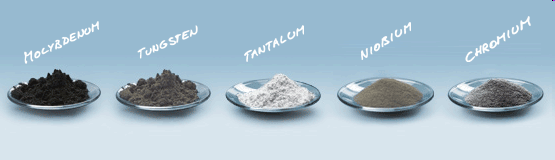 MOLYBDENUM
TUNGSTEN
TANTALUM
NIOBIUM
CHROMIUM